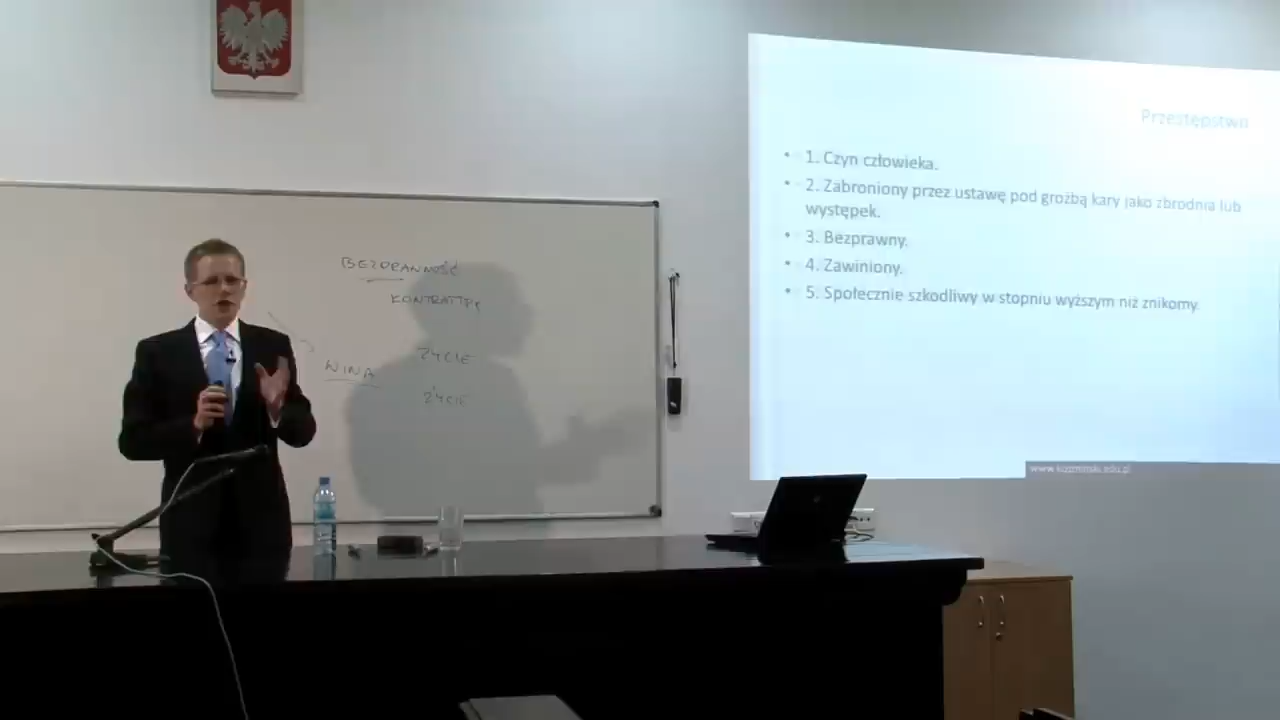 BEZPRAWNOŚĆ
KONTRATYPY
ŻYCIE
WINA
ŻYCIE
Przestępstwo
• 1. Czyn człowieka.
• 2. Zabroniony przez ustawę pod groźbą kary jako zbrodnia lub
występek.
• 3. Bezprawny.
• 4. Zawiniony.
• 5. Społecznie szkodliwy w stopniu wyższym niż znikomy.
www.kozminski.edu.pl